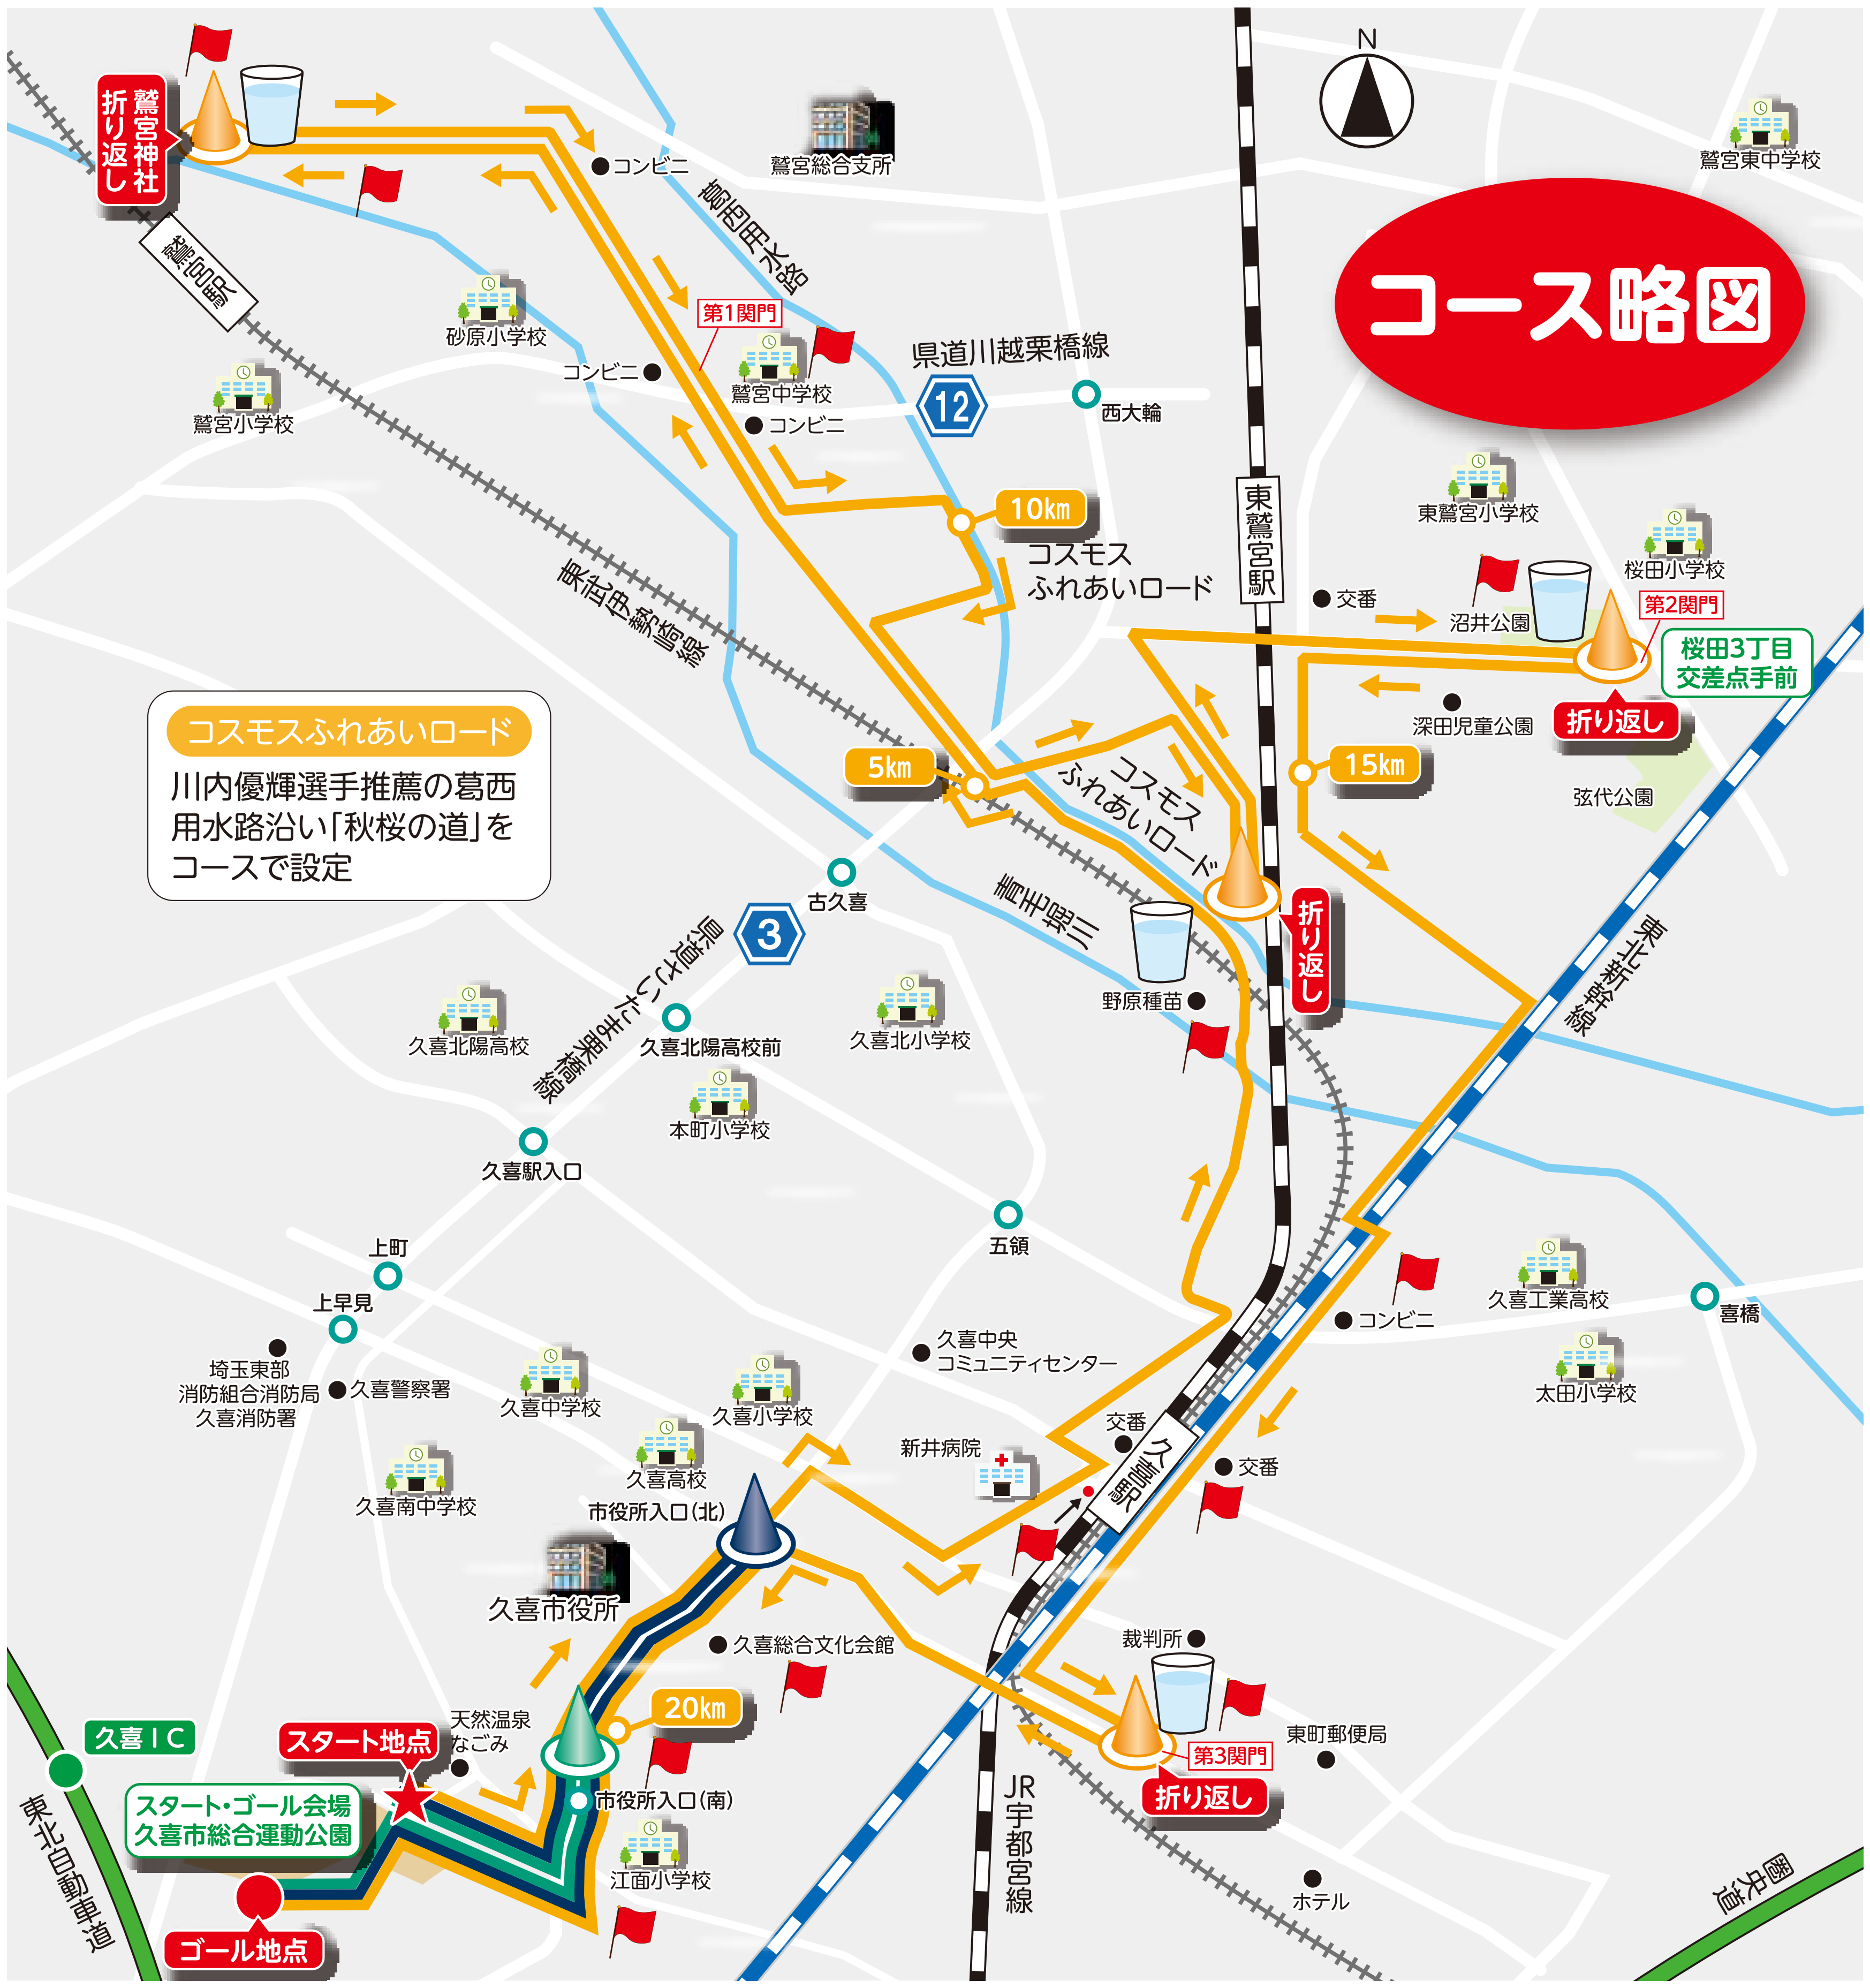 コース略図
N
鷲宮神社
折り返し
コンビニ
鷲宮総合支所
鷲宮東中学校
葛西用水路
鷲宮駅
砂原小学校
第1関門
コンビニ
鷲宮中学校
コンビニ
県道川越栗橋線
12
西大輪
鷲宮小学校
東鷲宮駅
東鷲宮小学校
桜田小学校
10km
コスモス
ふれあいロード
東武伊勢崎線
交番
沼井公園
第2関門
桜田3丁目
交差点手前
折り返し
深田児童公園
15km
弦代公園
コスモスふれあいロード
川内優輝選手推薦の葛西
用水路沿い「秋桜の道」を
コースで設定
5km
コスモス
ふれあいロード
古久喜
青毛堀川
折り返し
東北新幹線
3
県道さいたま栗橋線
野原種苗
久喜北陽高校
久喜北陽高校前
久喜北小学校
本町小学校
久喜駅入口
五領
上町
上早見
久喜工業高校
喜橋
コンビニ
久喜中央
コミュニティセンター
埼玉東部
消防組合消防局
久喜消防署
久喜警察署
久喜中学校
久喜小学校
太田小学校
交番
新井病院
久喜駅
交番
久喜高校
久喜南中学校
市役所入口(北)
久喜市役所
久喜総合文化会館
裁判所
20km
天然温泉
なごみ
久喜IC
スタート地点
スタート・ゴール会場
久喜市総合運動公園
市役所入口(南)
第3関門
折り返し
東町郵便局
JR宇都宮線
江面小学校
ホテル
東北自動車道
圏央道
ゴール地点